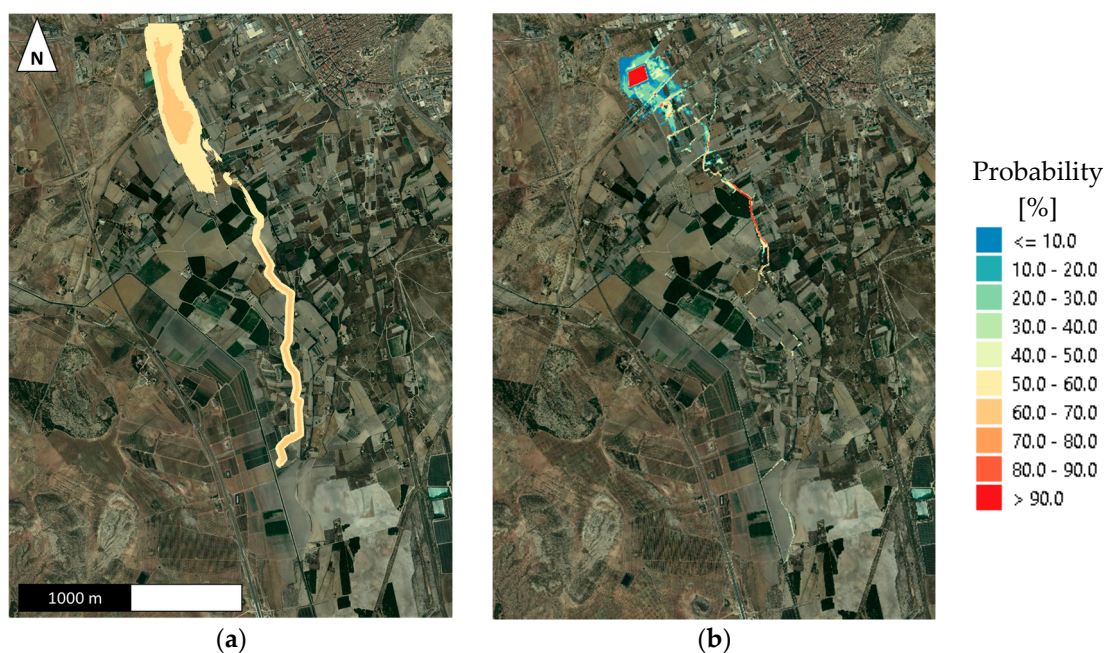 N
1000 m
(a)
(b)
Probability
[%]
<= 10.0
10.0 - 20.0
20.0 - 30.0
30.0 - 40.0
40.0 - 50.0
50.0 - 60.0
60.0 - 70.0
70.0 - 80.0
80.0 - 90.0
> 90.0